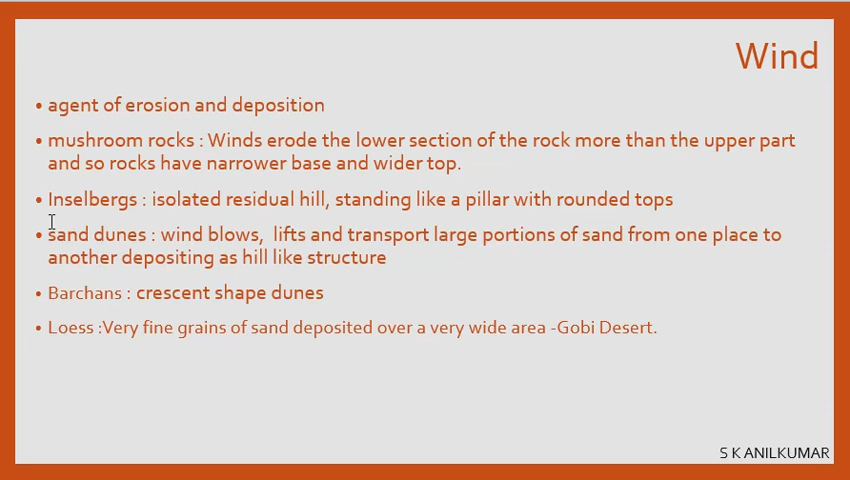 Wind
• agent of erosion and deposition
• mushroom rocks : Winds erode the lower section of the rock more than the upper part
and so rocks have narrower base and wider top.
• Inselbergs : isolated residual hill, standing like a pillar with rounded tops
• sand dunes : wind blows, lifts and transport large portions of sand from one place to
another depositing as hill like structure
• Barchans : crescent shape dunes
• Loess :Very fine grains of sand deposited over a very wide area -Gobi Desert.
S K ANILKUMAR